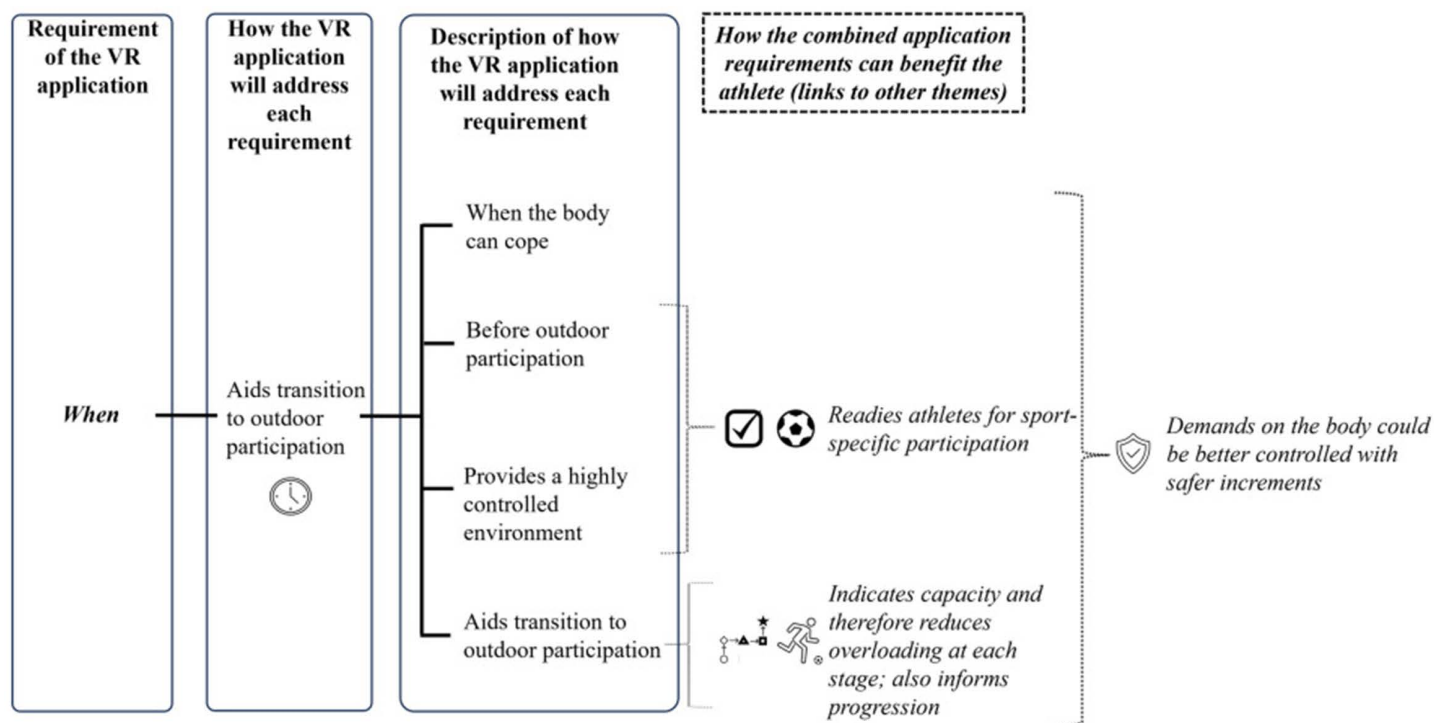 Requirement
of the VR
application
How the VR
application
will address
each
requirement
Description of how
the VR application
will address each
requirement
How the combined application
requirements can benefit the
athlete (links to other themes)
When
Aids transition
to outdoor
participation
When the body
can cope
Before outdoor
participation
Provides a highly
controlled
environment
Aids transition to
outdoor participation
Readies athletes for sport-
specific participation
Indicates capacity and
therefore reduces
overloading at each
stage; also informs
progression
Demands on the body could
be better controlled with
safer increments